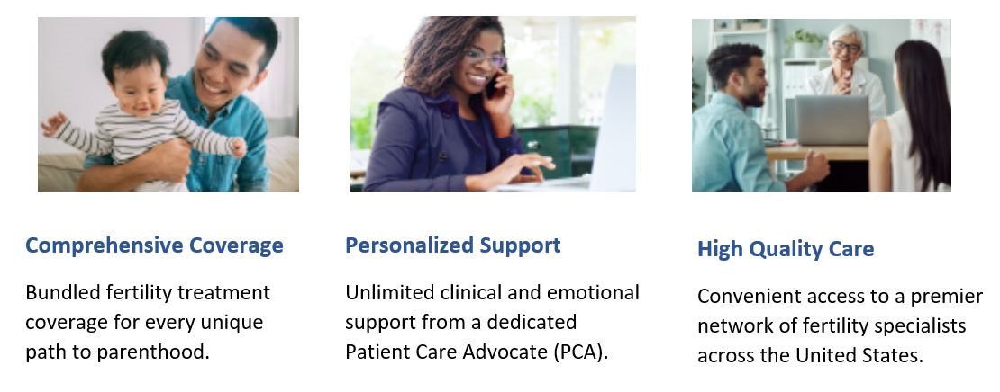 Comprehensive Coverage
Bundled fertility treatment
coverage for every unique
path to parenthood.
Personalized Support
Unlimited clinical and emotional
support from a dedicated
Patient Care Advocate (PCA).
High Quality Care
Convenient access to a premier
network of fertility specialists
across the United States.